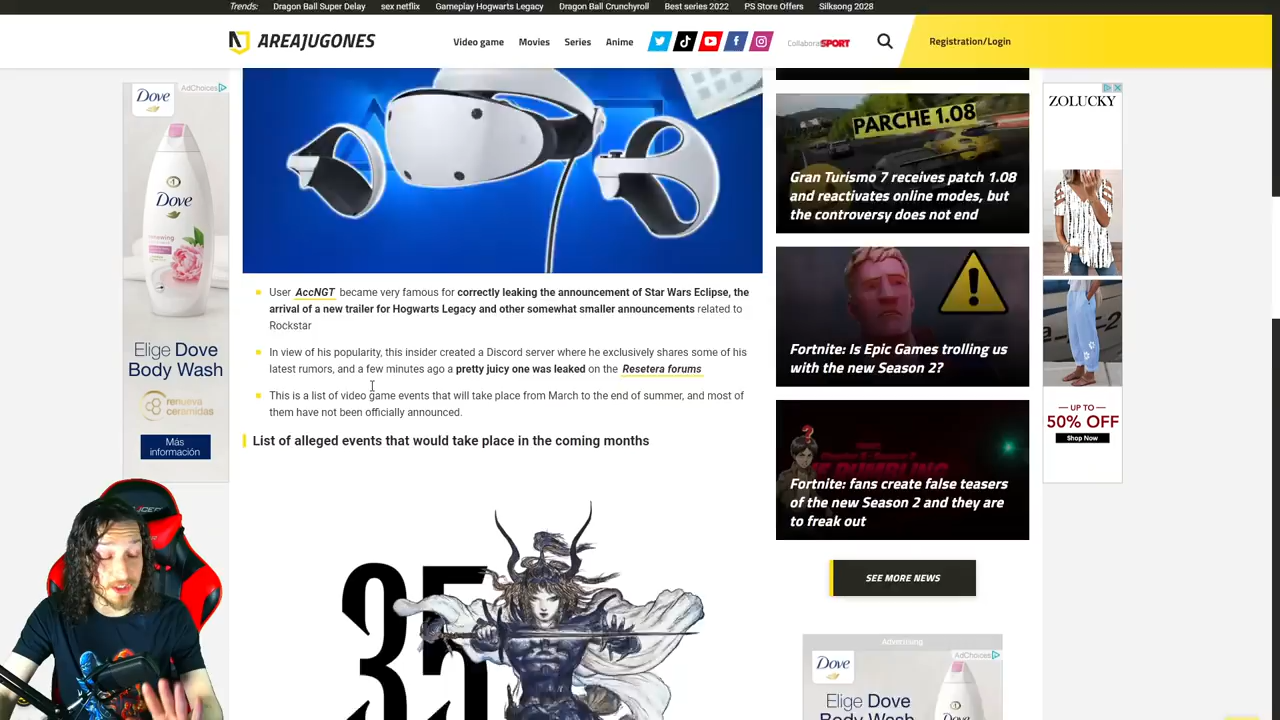 Trends:
Dragon Ball Super Delay
sex netflix
Gameplay Hogwarts Legacy
Dragon Ball Crunchyroll
Best series 2022
PS Store Offers
Silksong 2028
AREAJUGONES
Video game
Movies
Series
Anime
Collabora SPORT
Registration/Login
AdChoices
Dove
Dove
Elige Dove
Body Wash
renueva
ceramidas
Más
información
User AccNGT became very famous for correctly leaking the announcement of Star Wars Eclipse, the
arrival of a new trailer for Hogwarts Legacy and other somewhat smaller announcements related to
Rockstar
In view of his popularity, this insider created a Discord server where he exclusively shares some of his
latest rumors, and a few minutes ago a pretty juicy one was leaked on the Resetera forums
This is a list of video game events that will take place from March to the end of summer, and most of
them have not been officially announced.
List of alleged events that would take place in the coming months
35
PARCHE 1.08
Gran Turismo 7 receives patch 1.08
and reactivates online modes, but
the controversy does not end
Fortnite: Is Epic Games trolling us
with the new Season 2?
Fortnite: fans create false teasers
of the new Season 2 and they are
to freak out
SEE MORE NEWS
Advertising
AdChoices
Dove
Elige Dove
ZOLUCKY
UP TO
50% OFF
Shop Now